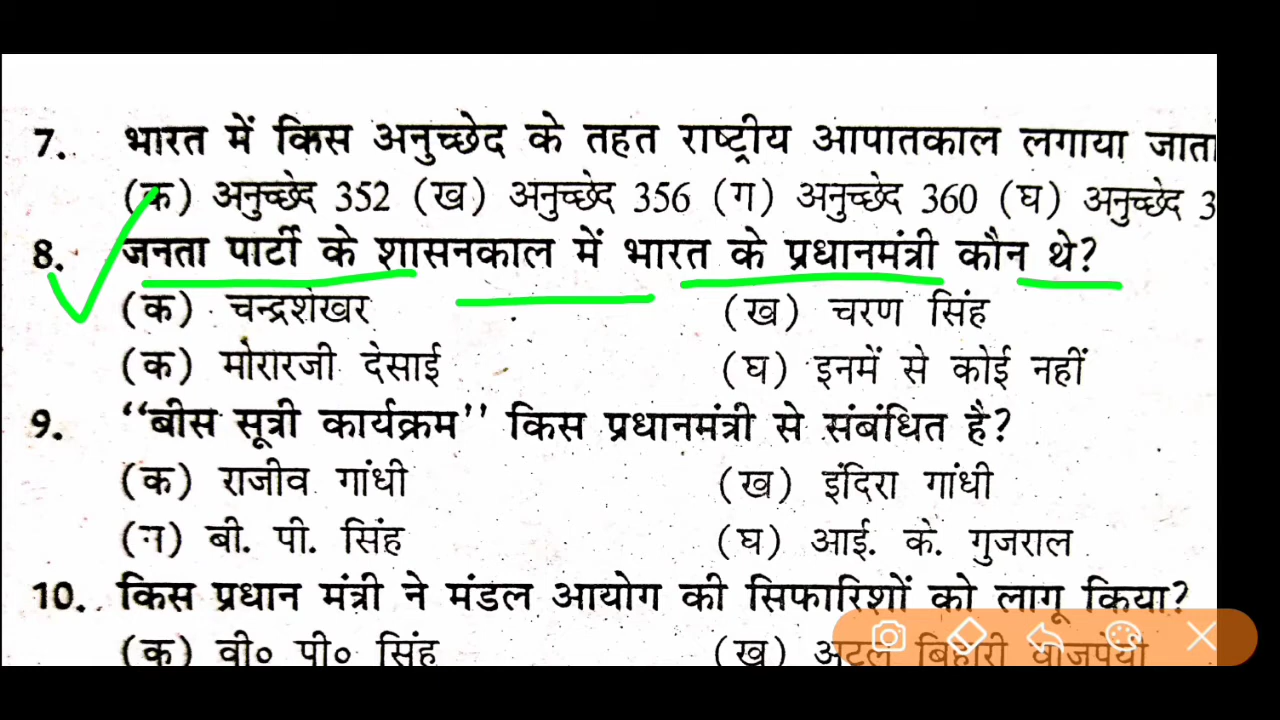 7. भारत में किस अनुच्छेद के तहत राष्ट्रीय आपातकाल लगाया जाता
(क) अनुच्छेद 352 (ख) अनुच्छेद 356 (ग) अनुच्छेद 360 (घ) अनुच्छेद 3
8. जनता पार्टी के शासनकाल में भारत के प्रधानमंत्री कौन थे?
(क) चन्द्रशेखर (ख) चरण सिंह
(क) मोरारजी देसाई (घ) इनमें से कोई नहीं
9. ‘‘बीस सूत्री कार्यक्रम’’ किस प्रधानमंत्री से संबंधित है?
(क) राजीव गांधी (ख) इंदिरा गांधी
(ग) बी. पी. सिंह (घ) आई. के. गुजराल
10. किस प्रधान मंत्री ने मंडल आयोग की सिफारिशों को लागू किया?
(क) वी० पी० सिंह (ख) अटल बिहारी वाजपेयी